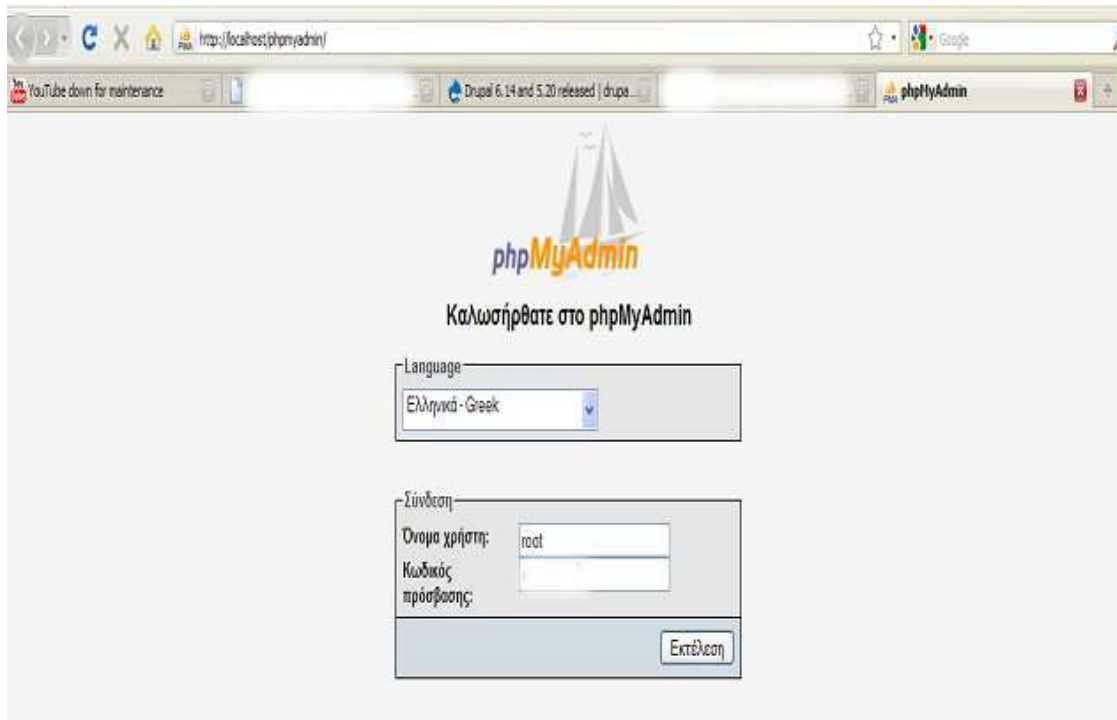 http://localhost/phpmyadmin/
Google
YouTube down for maintenance
Drupal 6.14 and 5.20 released | drupa...
phpMyAdmin
phpMyAdmin
Καλωσήρθατε στο phpMyAdmin
Language
Ελληνικά - Greek
Σύνδεση
Όνομα χρήστη:
root
Κωδικός
πρόσβασης:
Εκτέλεση